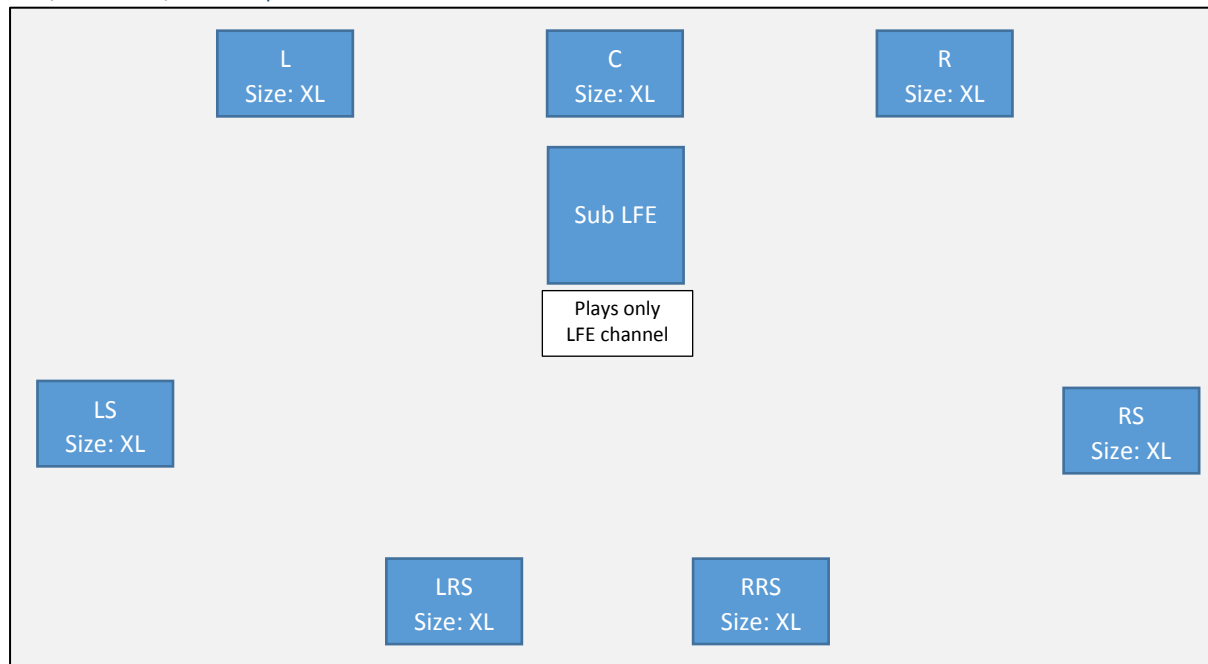 L
Size: XL
C
Size: XL
R
Size: XL
Sub LFE
Plays only
LFE channel
LS
Size: XL
RS
Size: XL
LRS
Size: XL
RRS
Size: XL